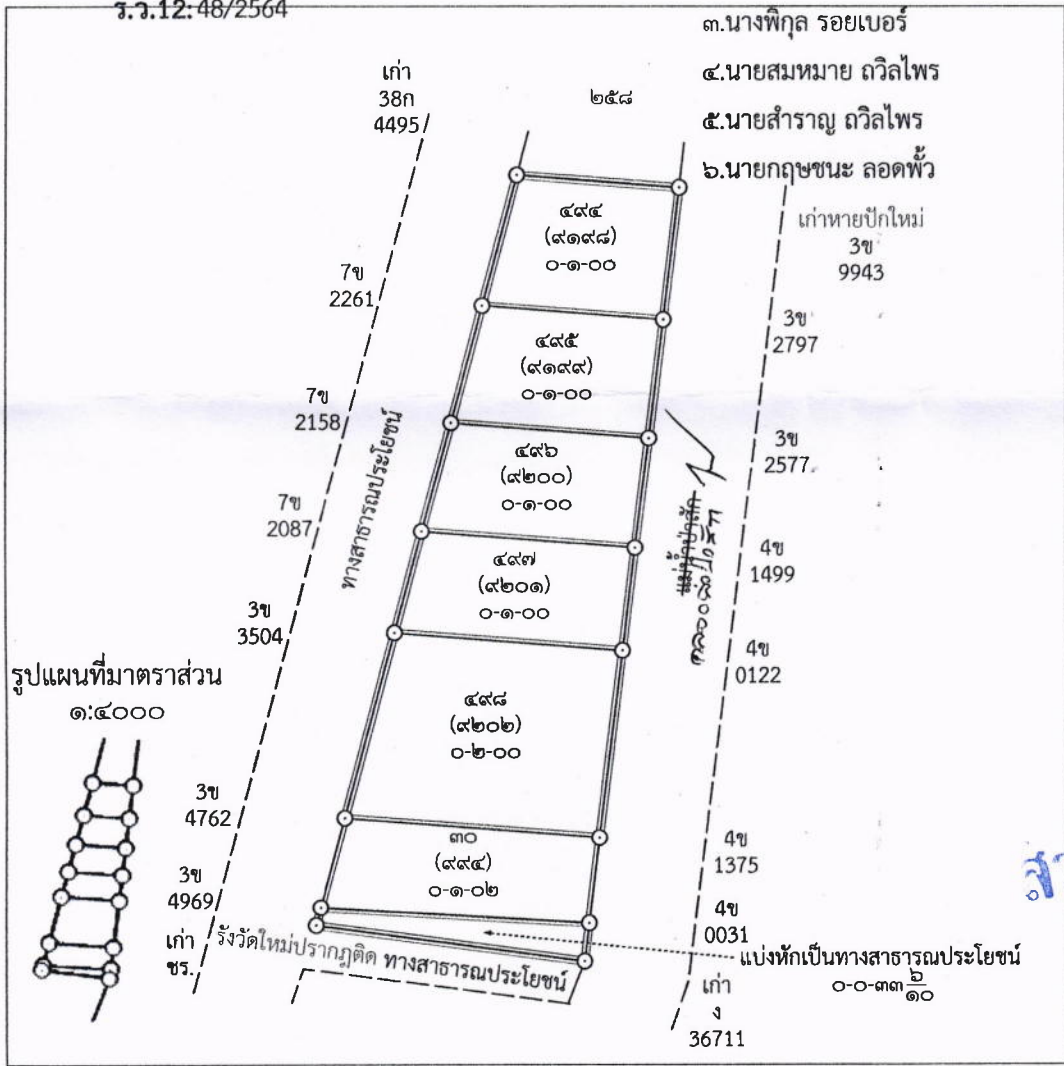 ร.ว.12:48/2564
๓.นางพิกุล รอยเบอร์
๔.นายสมหมาย ถวิลไพร
๕.นายสำราญ ถวิลไพร
๖.นายกฤษชนะ ลอดพั้ว
เก่า
38ก
4495
๒๕๘
เก่าหายปักใหม่
3ข
9943
๔๙๔
(๙๑๙๘)
๐-๑-๐๐
7ข
2261
3ข
2797
๔๙๕
(๙๑๙๙)
๐-๑-๐๐
7ข
2158
ทางสาธารณประโยชน์
๔๙๖
(๙๒๐๐)
๐-๑-๐๐
3ข
2577
แม่น้ำป่าสัก
7ข
2087
๔๙๗
(๙๒๐๑)
๐-๑-๐๐
4ข
1499
3ข
3504
4ข
0122
รูปแผนที่มาตราส่วน
๑:๔๐๐๐
๔๙๘
(๙๒๐๒)
๐-๒-๐๐
3ข
4762
๓๐
(๙๙๔)
๐-๑-๐๒
4ข
1375
3ข
4969
4ข
0031
เก่า
ชร.
รังวัดใหม่ปรากฏติด ทางสาธารณประโยชน์
แบ่งหักเป็นทางสาธารณประโยชน์
๐-๐-๓๓ ๖/๑๐
เก่า
ง
36711